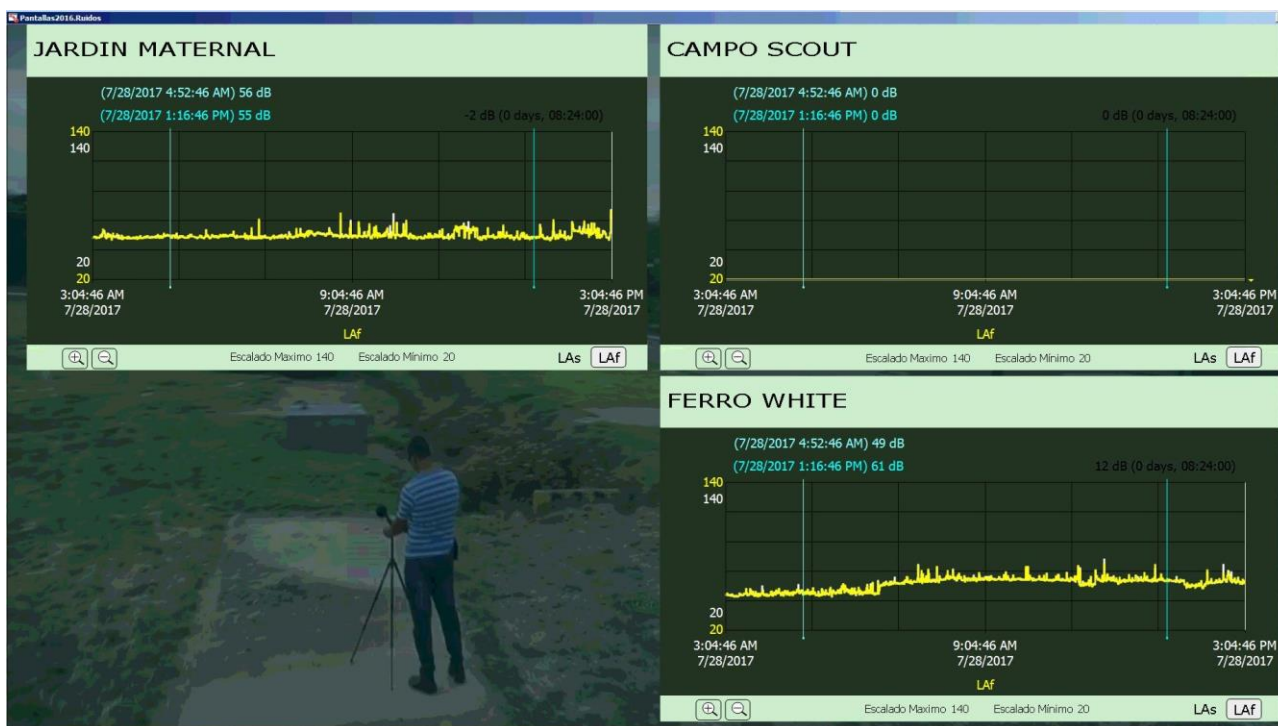 Pantallas2016.Ruidos
JARDIN MATERNAL
(7/28/2017 4:52:46 AM) 56 dB
(7/28/2017 1:16:46 PM) 55 dB
-2 dB (0 days, 08:24:00)
140
140
20
20
3:04:46 AM
7/28/2017
9:04:46 AM
7/28/2017
3:04:46 PM
7/28/2017
LAf
Escalado Maximo 140 Escalado Mínimo 20 LAs LAf
CAMPO SCOUT
(7/28/2017 4:52:46 AM) 0 dB
(7/28/2017 1:16:46 PM) 0 dB
0 dB (0 days, 08:24:00)
140
140
20
20
3:04:46 AM
7/28/2017
9:04:46 AM
7/28/2017
3:04:46 PM
7/28/2017
LAf
Escalado Maximo 140 Escalado Mínimo 20 LAs LAf
FERRO WHITE
(7/28/2017 4:52:46 AM) 49 dB
(7/28/2017 1:16:46 PM) 61 dB
12 dB (0 days, 08:24:00)
140
140
20
20
3:04:46 AM
7/28/2017
9:04:46 AM
7/28/2017
3:04:46 PM
7/28/2017
LAf
Escalado Maximo 140 Escalado Mínimo 20 LAs LAf